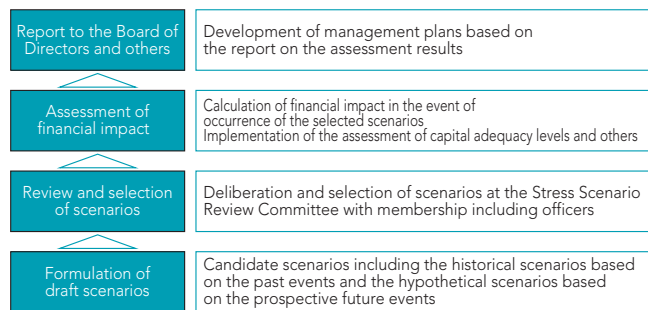 Report to the Board of
Directors and others
Development of management plans based on
the report on the assessment results
Assessment of
financial impact
Calculation of financial impact in the event of
occurrence of the selected scenarios
Implementation of the assessment of capital adequacy levels and others
Review and selection
of scenarios
Deliberation and selection of scenarios at the Stress Scenario
Review Committee with membership including officers
Formulation of
draft scenarios
Candidate scenarios including the historical scenarios based
on the past events and the hypothetical scenarios based
on the prospective future events